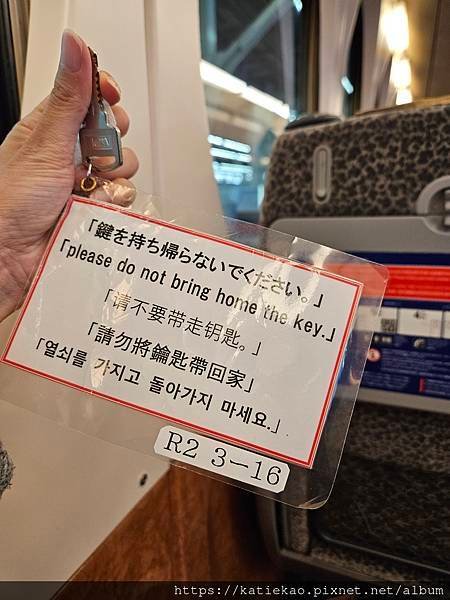 「鍵を持ち帰らないでください。」
「please do not bring home the key.」
「请不要带走钥匙。」
「請勿將鑰匙帶回家」
「열쇠를 가지고 돌아가지 마세요.」
R2 3-16
https://katiekao.pixnet.net/album